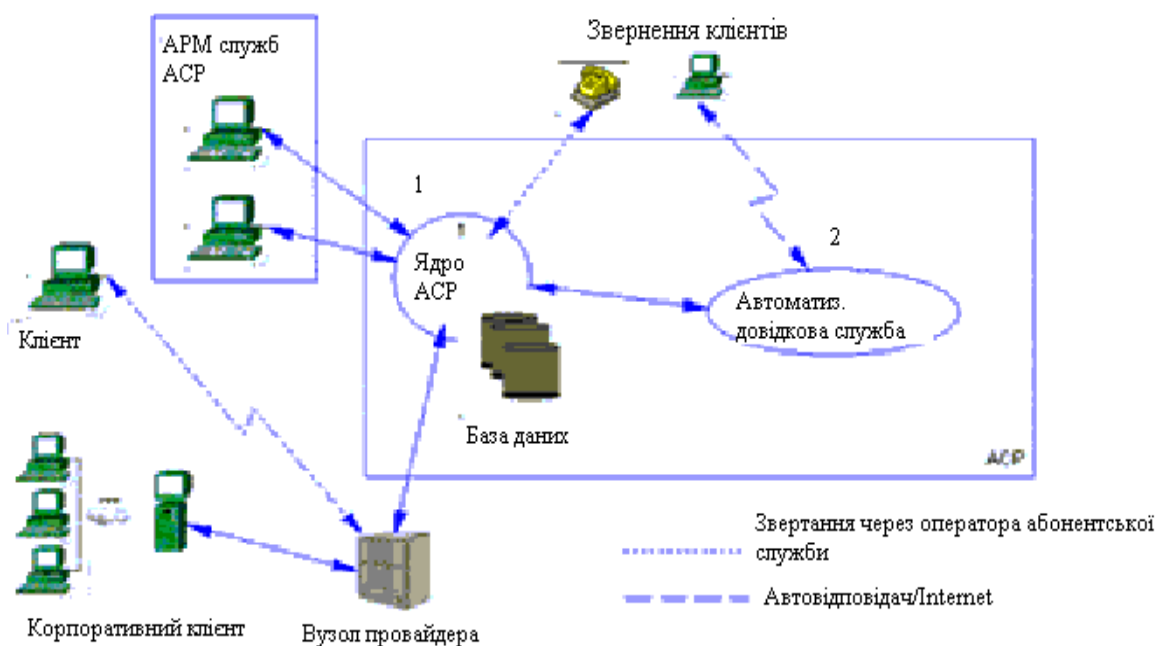 АРМ служб
АСР
Звернення клієнтів
1
1
Ядро
АСР
2
Автоматиз.
довідкова служба
Клієнт
База даних
АСР
Звертання через оператора абонентської
служби
Автовідповідач/Internet
Корпоративний клієнт
Вузол провайдера